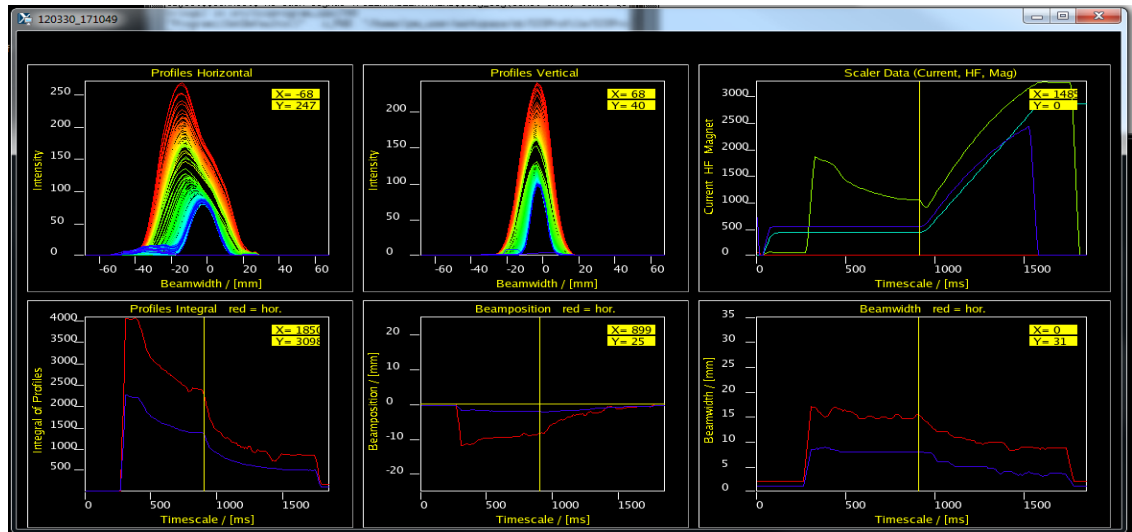 120330_171049
Profiles Horizontal
X= -68
Y= 247
250
200
150
100
50
0
Intensity
-60 -40 -20 0 20 40 60
Beamwidth / [mm]
Profiles Vertical
X= 68
Y= 40
200
150
100
50
0
Intensity
-60 -40 -20 0 20 40 60
Beamwidth / [mm]
Scaler Data (Current, HF, Mag)
X= 1485
Y= 0
3000
2500
2000
1500
1000
500
0
Current HF Magnet
0 500 1000 1500
Timescale / [ms]
Profiles Integral red = hor.
X= 1850
Y= 3098
4000
3500
3000
2500
2000
1500
1000
500
Integral of Profiles
0 500 1000 1500
Timescale / [ms]
Beamposition red = hor.
X= 899
Y= 25
20
10
0
-10
-20
Beamposition / [mm]
0 500 1000 1500
Timescale / [ms]
Beamwidth red = hor.
X= 0
Y= 31
35
30
25
20
15
10
5
0
Beamwidth / [mm]
0 500 1000 1500
Timescale / [ms]